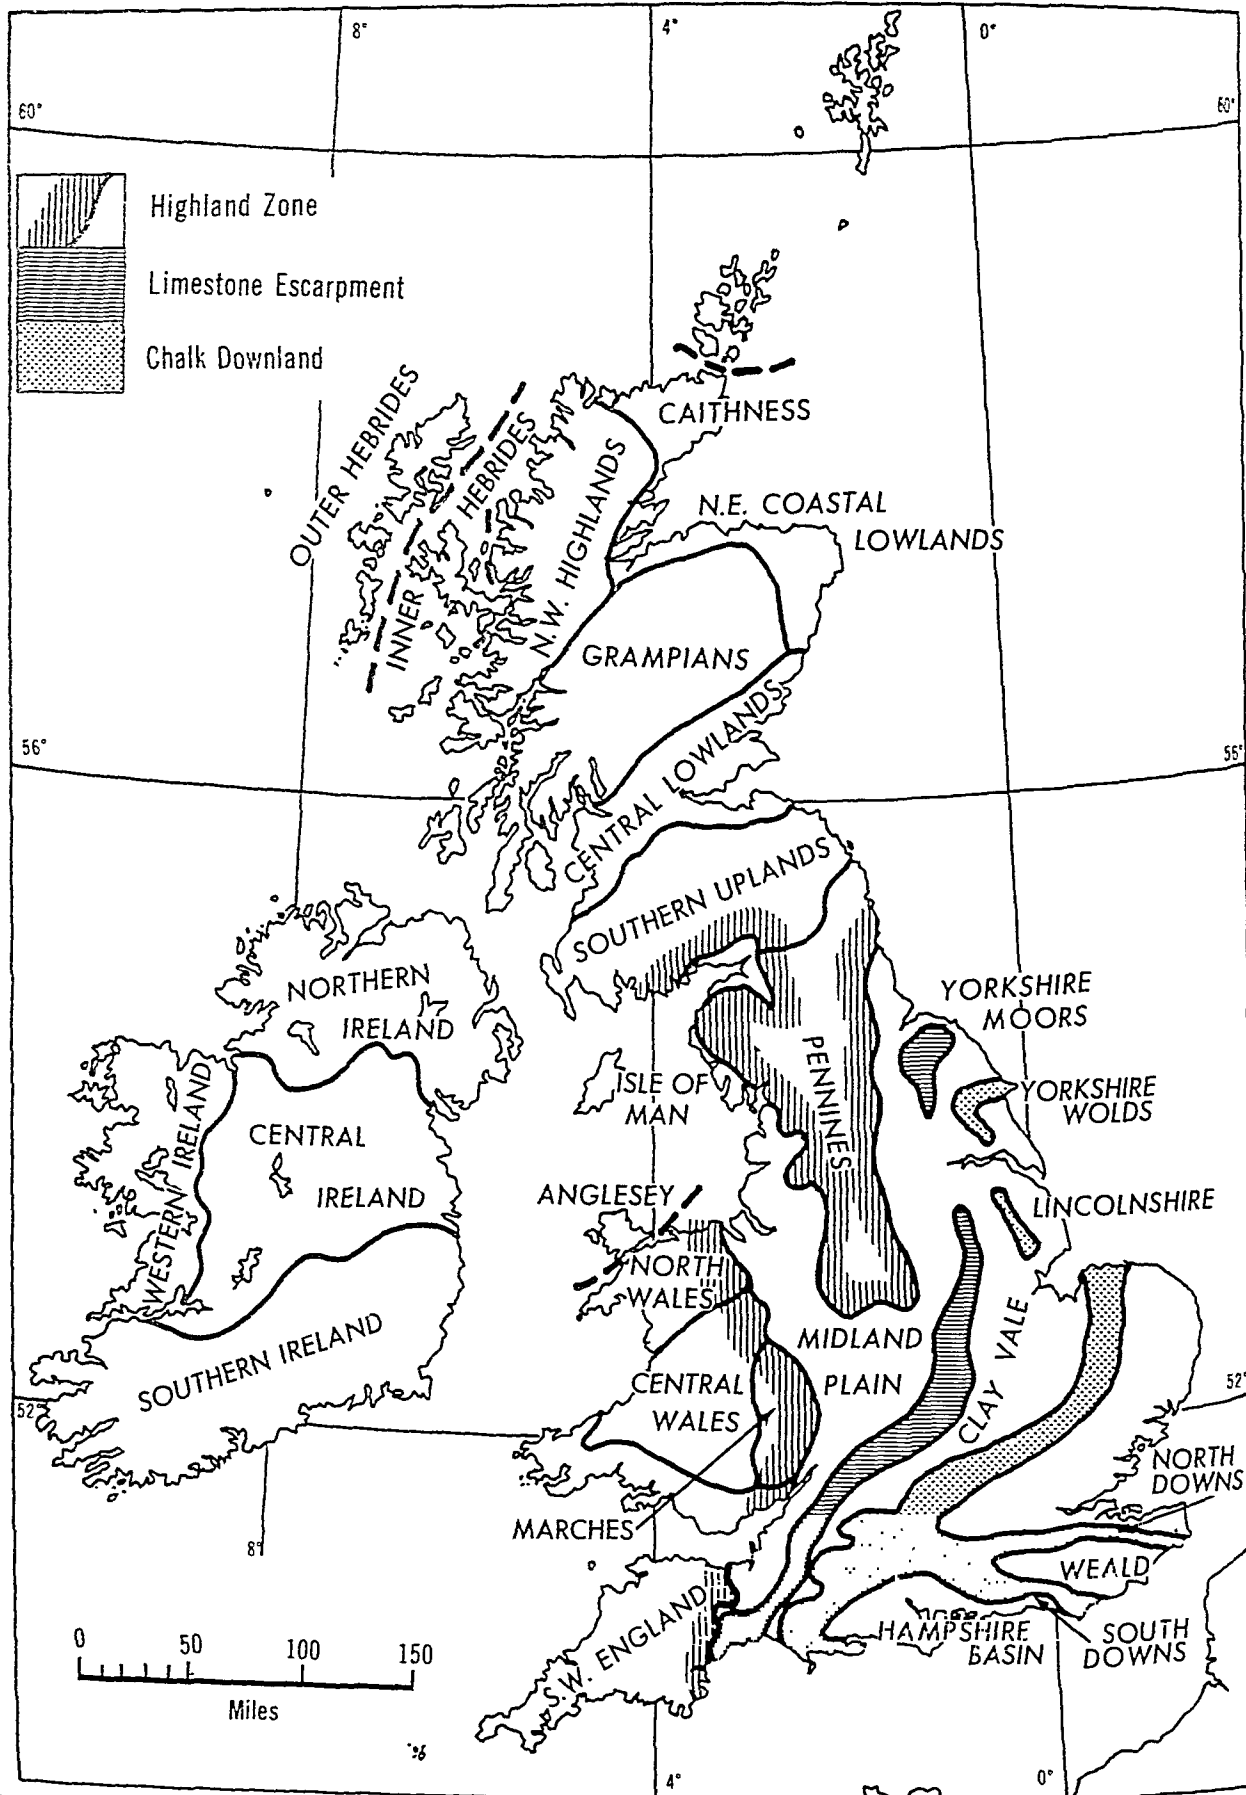 8°
4°
0°
60°
60°
Highland Zone
Limestone Escarpment
Chalk Downland
OUTER HEBRIDES
INNER HEBRIDES
CAITHNESS
N.W. HIGHLANDS
N.E. COASTAL
LOWLANDS
GRAMPIANS
56°
55°
CENTRAL LOWLANDS
SOUTHERN UPLANDS
NORTHERN
IRELAND
YORKSHIRE
MOORS
PENNINES
ISLE OF
MAN
YORKSHIRE
WOLDS
WESTERN IRELAND
CENTRAL
IRELAND
ANGLESEY
LINCOLNSHIRE
NORTH
WALES
MIDLAND
PLAIN
CLAY VALE
SOUTHERN IRELAND
CENTRAL
WALES
52°
52°
NORTH
DOWNS
MARCHES
8°
WEALD
S.W. ENGLAND
HAMPSHIRE
BASIN
SOUTH
DOWNS
0 50 100 150
Miles
4°
0°